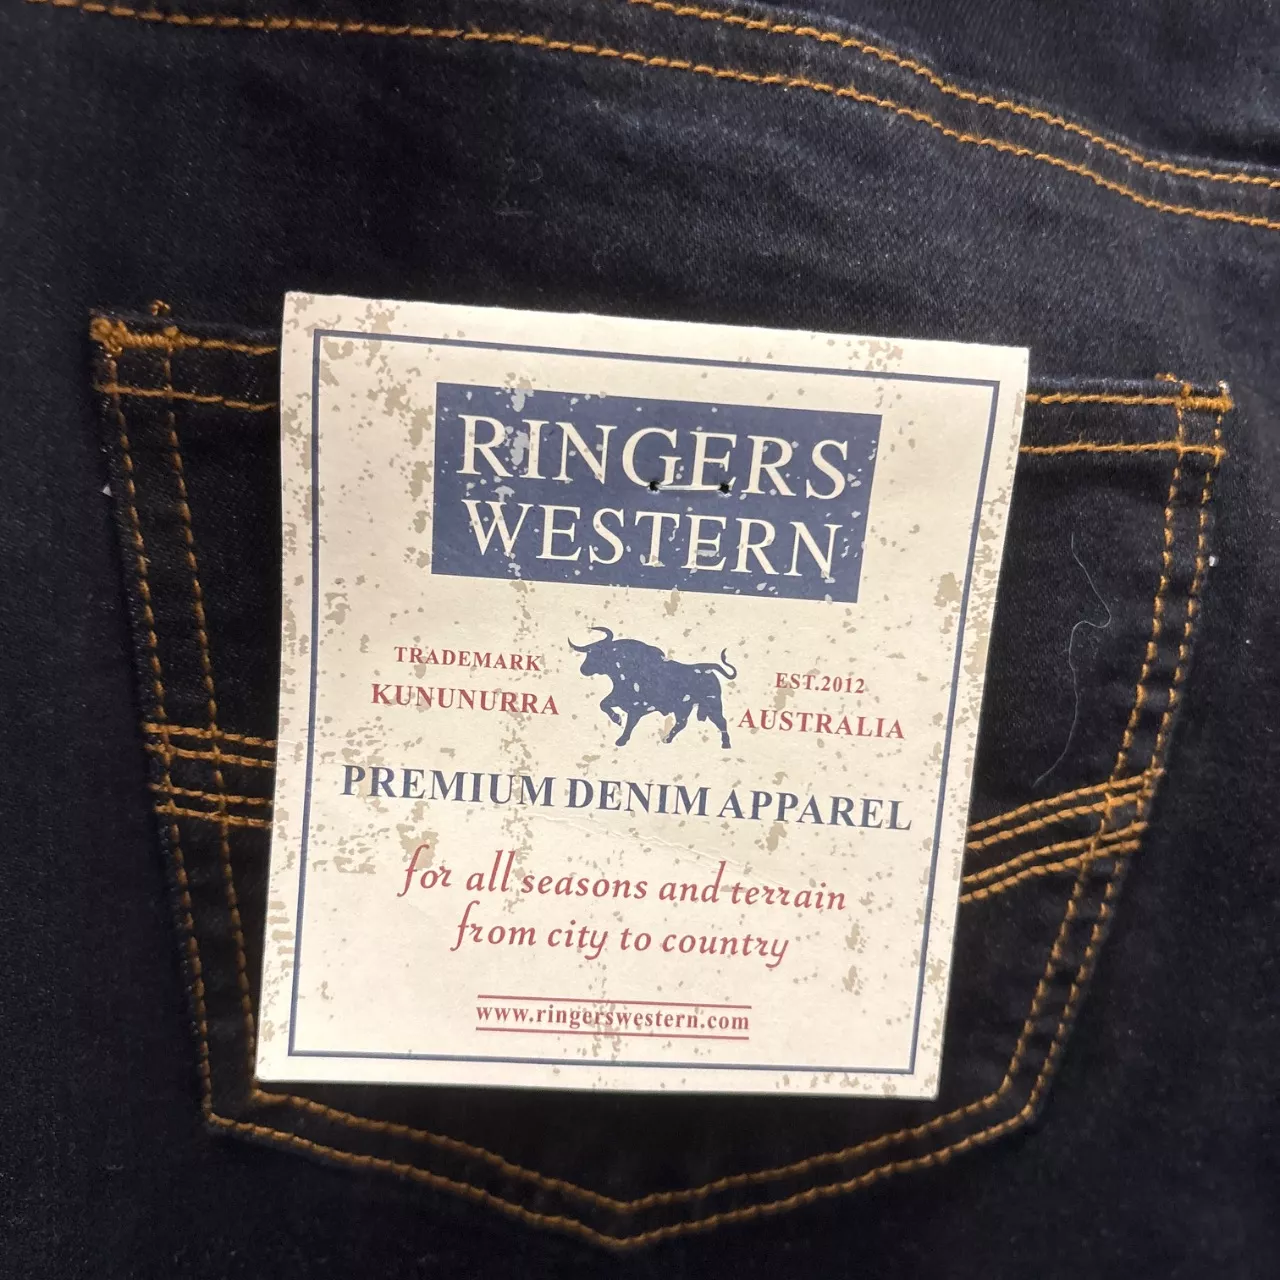 RINGERS
WESTERN
TRADEMARK
KUNUNURRA
EST.2012
AUSTRALIA
PREMIUM DENIM APPAREL
for all seasons and terrain
from city to country
www.ringerswestern.com